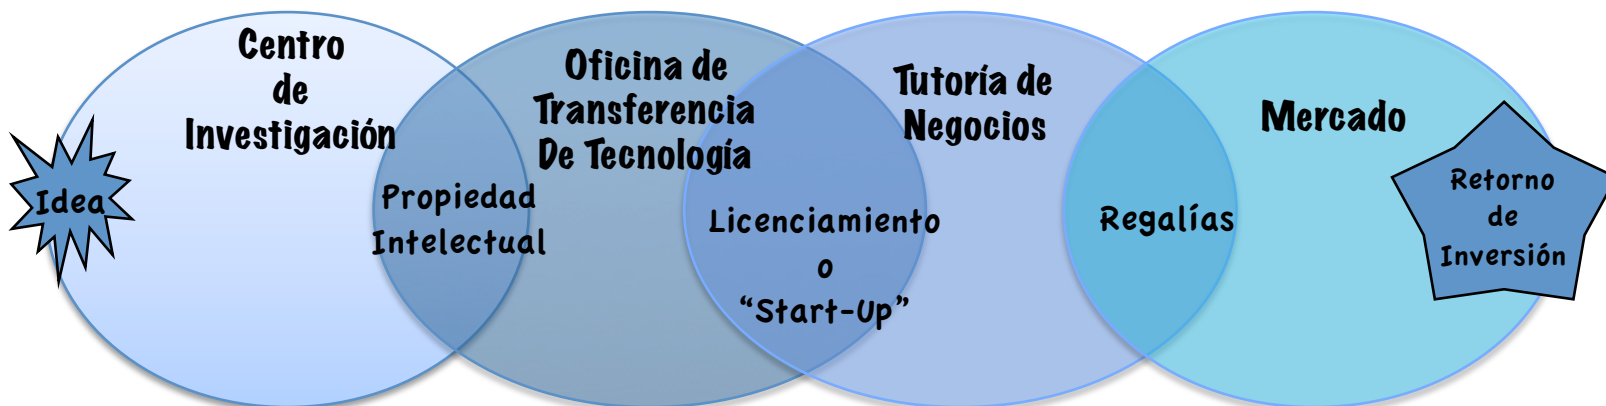 Idea
Centro
de
Investigación
Propiedad
Intelectual
Oficina de
Transferencia
De Tecnología
Licenciamiento
o
“Start-Up”
Tutoría de
Negocios
Regalías
Mercado
Retorno
de
Inversión